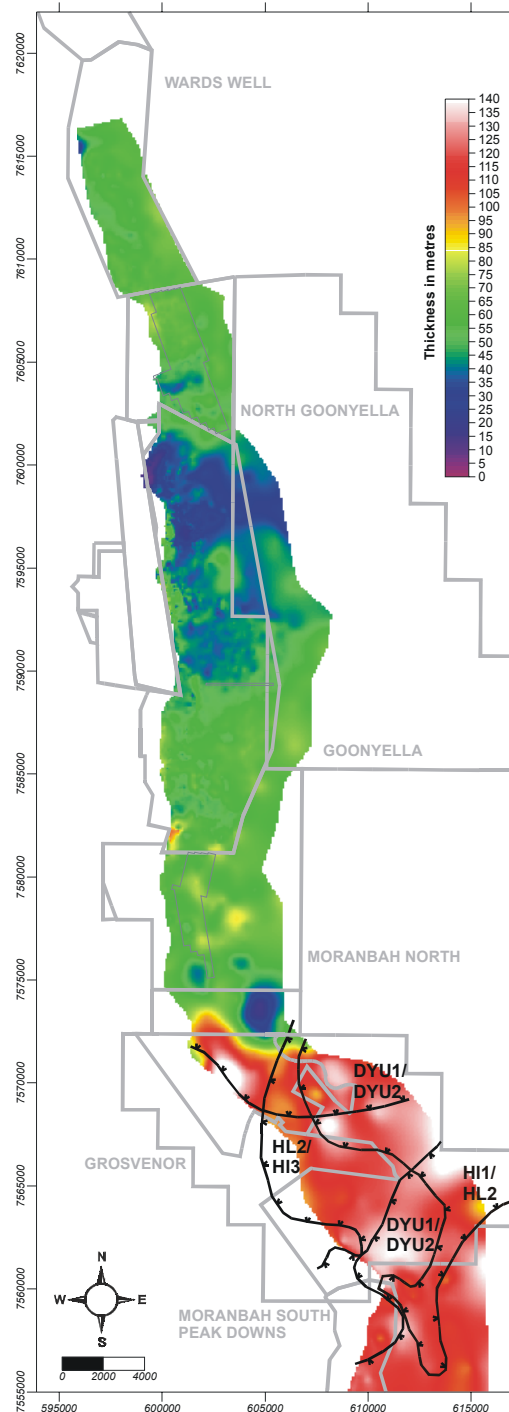 WARDS WELL
140
135
130
125
120
115
110
105
100
95
90
85
80
75
70
65
60
55
50
45
40
35
30
25
20
15
10
5
0
Thickness in metres
NORTH GOONYELLA
GOONYELLA
MORANBAH NORTH
DYU1/
DYU2
HL2/
HI3
GROSVENOR
HI1/
HL2
DYU1/
DYU2
MORANBAH SOUTH
PEAK DOWNS
N
W
E
S
0 2000 4000
7620000
7615000
7610000
7605000
7600000
7595000
7590000
7585000
7580000
7575000
7570000
7565000
7560000
7555000
595000 600000 605000 610000 615000